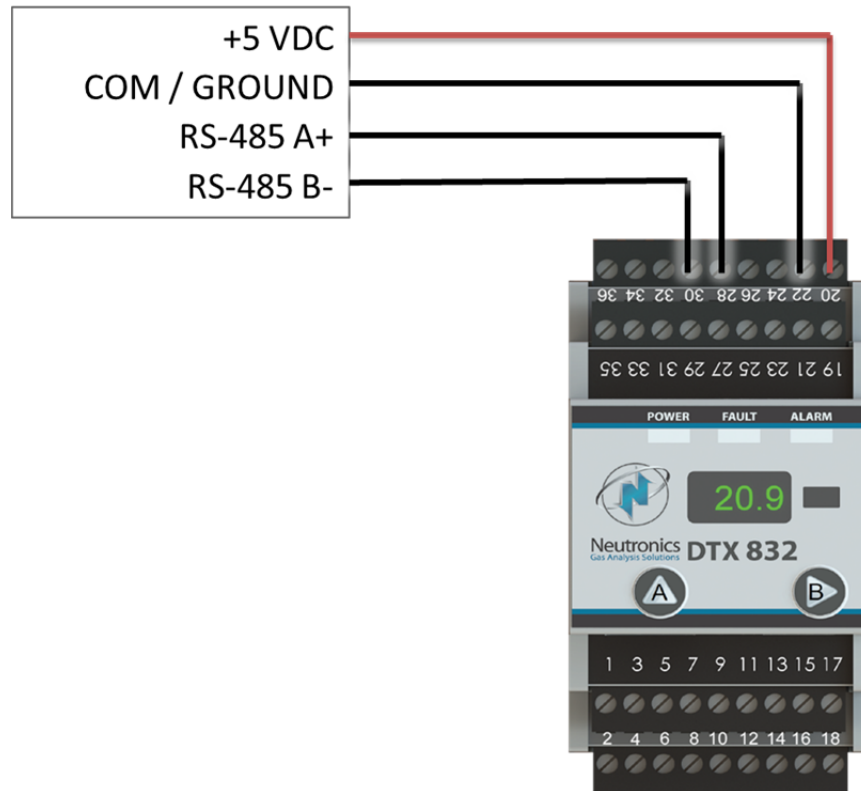 +5 VDC
COM / GROUND
RS-485 A+
RS-485 B-
36 34 32 30 28 26 24 22 20
35 33 31 29 27 25 23 21 19
POWER FAULT ALARM
20.9
Neutronics DTX 832
Gas Analysis Solutions
A B
1 3 5 7 9 11 13 15 17
2 4 6 8 10 12 14 16 18